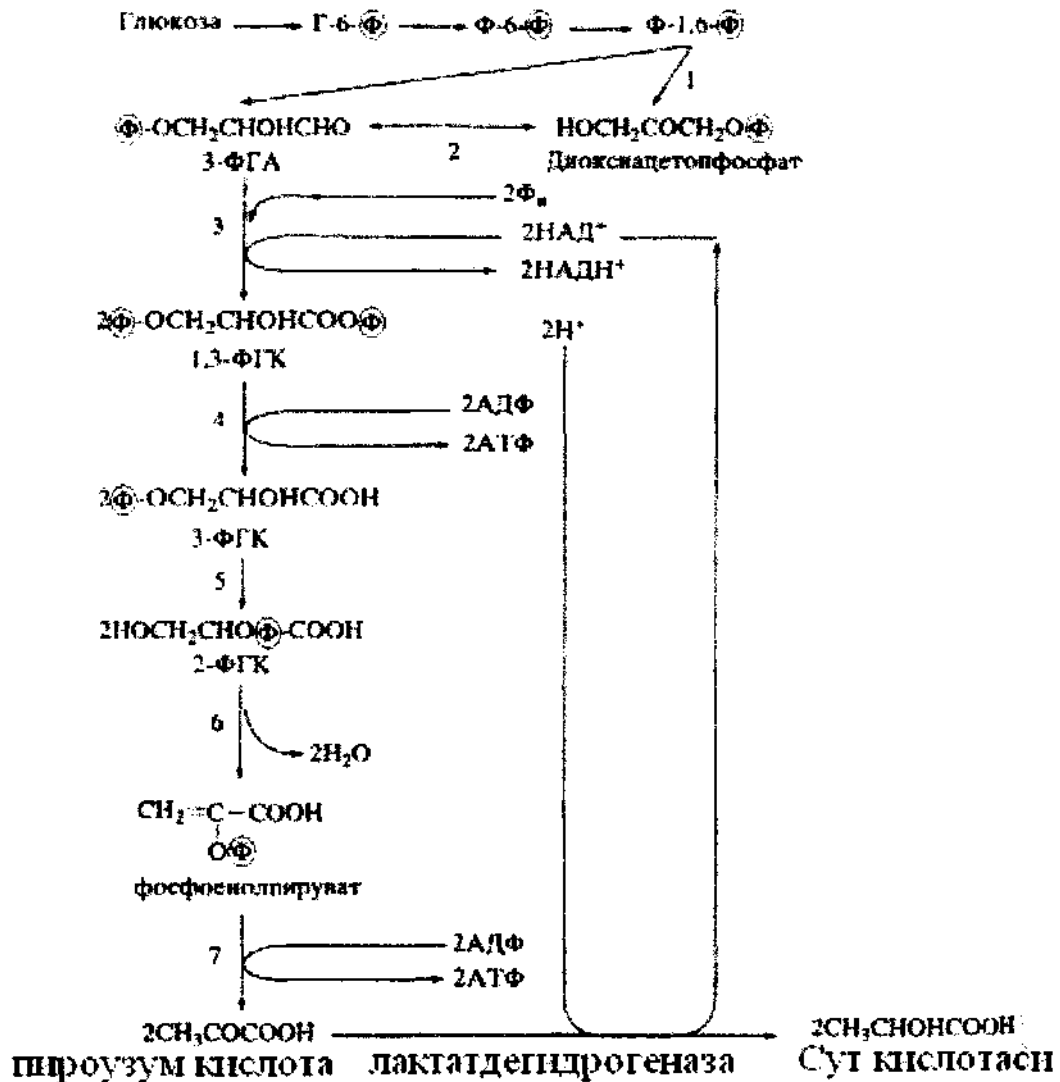 Глюкоза → Г-6-Ф → Ф-6-Ф → Ф-1,6-Ф
1
Ф-OCH₂CHOHCHO
HOCH₂COCH₂OФ
2
3-ФГА
Диоксиацетопфосфат
2Фн
3
2НАД⁺
2НАДН⁺
2Ф-OCH₂CHOHCOOФ
2H⁺
1,3-ФГК
2АДФ
4
2АТФ
2Ф-OCH₂CHOHCOOH
3-ФГК
5
2HOCH₂CHOФ-COOH
2-ФГК
6
2H₂O
CH₂=C-COOH
OФ
фосфоенолпируват
2АДФ
7
2АТФ
2CH₃COCOOH
2CH₃CHOHCOOH
пироузум кислота лактатдегидрогеназа Сут кислотаси